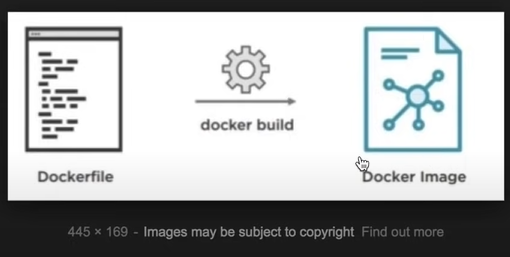 docker build
Dockerfile
Docker Image
445 × 169 - Images may be subject to copyright Find out more